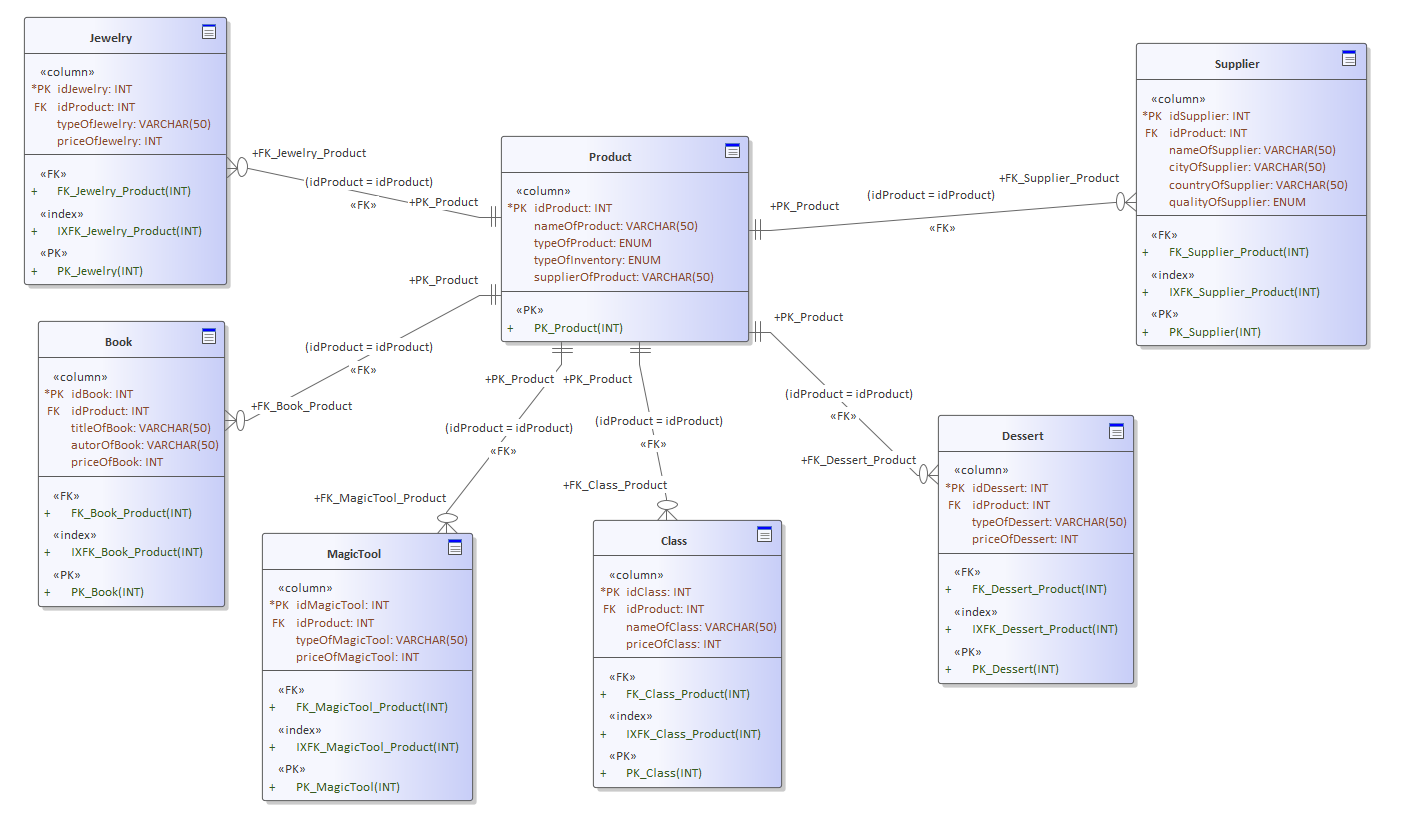 Jewelry
«column»
*PK idJewelry: INT
FK idProduct: INT
typeOfJewelry: VARCHAR(50)
priceOfJewelry: INT
«FK»
+ FK_Jewelry_Product(INT)
«index»
+ IXFK_Jewelry_Product(INT)
«PK»
+ PK_Jewelry(INT)
+FK_Jewelry_Product
(idProduct = idProduct)
«FK»
+PK_Product
Product
«column»
*PK idProduct: INT
nameOfProduct: VARCHAR(50)
typeOfProduct: ENUM
typeOfInventory: ENUM
supplierOfProduct: VARCHAR(50)
«PK»
+ PK_Product(INT)
+PK_Product
(idProduct = idProduct)
«FK»
+FK_Supplier_Product
Supplier
«column»
*PK idSupplier: INT
FK idProduct: INT
nameOfSupplier: VARCHAR(50)
cityOfSupplier: VARCHAR(50)
countryOfSupplier: VARCHAR(50)
qualityOfSupplier: ENUM
«FK»
+ FK_Supplier_Product(INT)
«index»
+ IXFK_Supplier_Product(INT)
«PK»
+ PK_Supplier(INT)
+PK_Product
(idProduct = idProduct)
«FK»
+FK_Book_Product
Book
«column»
*PK idBook: INT
FK idProduct: INT
titleOfBook: VARCHAR(50)
autorOfBook: VARCHAR(50)
priceOfBook: INT
«FK»
+ FK_Book_Product(INT)
«index»
+ IXFK_Book_Product(INT)
«PK»
+ PK_Book(INT)
+PK_Product
(idProduct = idProduct)
«FK»
+FK_MagicTool_Product
MagicTool
«column»
*PK idMagicTool: INT
FK idProduct: INT
typeOfMagicTool: VARCHAR(50)
priceOfMagicTool: INT
«FK»
+ FK_MagicTool_Product(INT)
«index»
+ IXFK_MagicTool_Product(INT)
«PK»
+ PK_MagicTool(INT)
+PK_Product
(idProduct = idProduct)
«FK»
+FK_Class_Product
Class
«column»
*PK idClass: INT
FK idProduct: INT
nameOfClass: VARCHAR(50)
priceOfClass: INT
«FK»
+ FK_Class_Product(INT)
«index»
+ IXFK_Class_Product(INT)
«PK»
+ PK_Class(INT)
+PK_Product
(idProduct = idProduct)
«FK»
+FK_Dessert_Product
Dessert
«column»
*PK idDessert: INT
FK idProduct: INT
typeOfDessert: VARCHAR(50)
priceOfDessert: INT
«FK»
+ FK_Dessert_Product(INT)
«index»
+ IXFK_Dessert_Product(INT)
«PK»
+ PK_Dessert(INT)